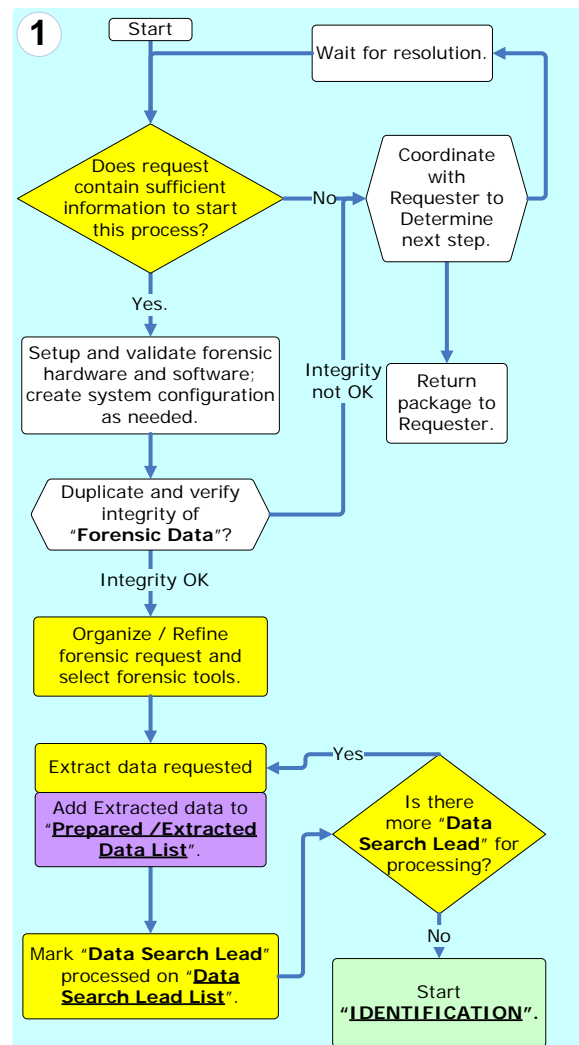 1
Start
Wait for resolution.
Does request
contain sufficient
information to start
this process?
No
Coordinate
with
Requester to
Determine
next step.
Yes.
Setup and validate forensic
hardware and software;
create system configuration
as needed.
Integrity
not OK
Return
package to
Requester.
Duplicate and verify
integrity of
“Forensic Data”?
Integrity OK
Organize / Refine
forensic request and
select forensic tools.
Yes
Extract data requested
Add Extracted data to
“Prepared /Extracted
Data List”.
Is there
more “Data
Search Lead” for
processing?
Mark “Data Search Lead”
processed on “Data
Search Lead List”.
No
Start
“IDENTIFICATION”.